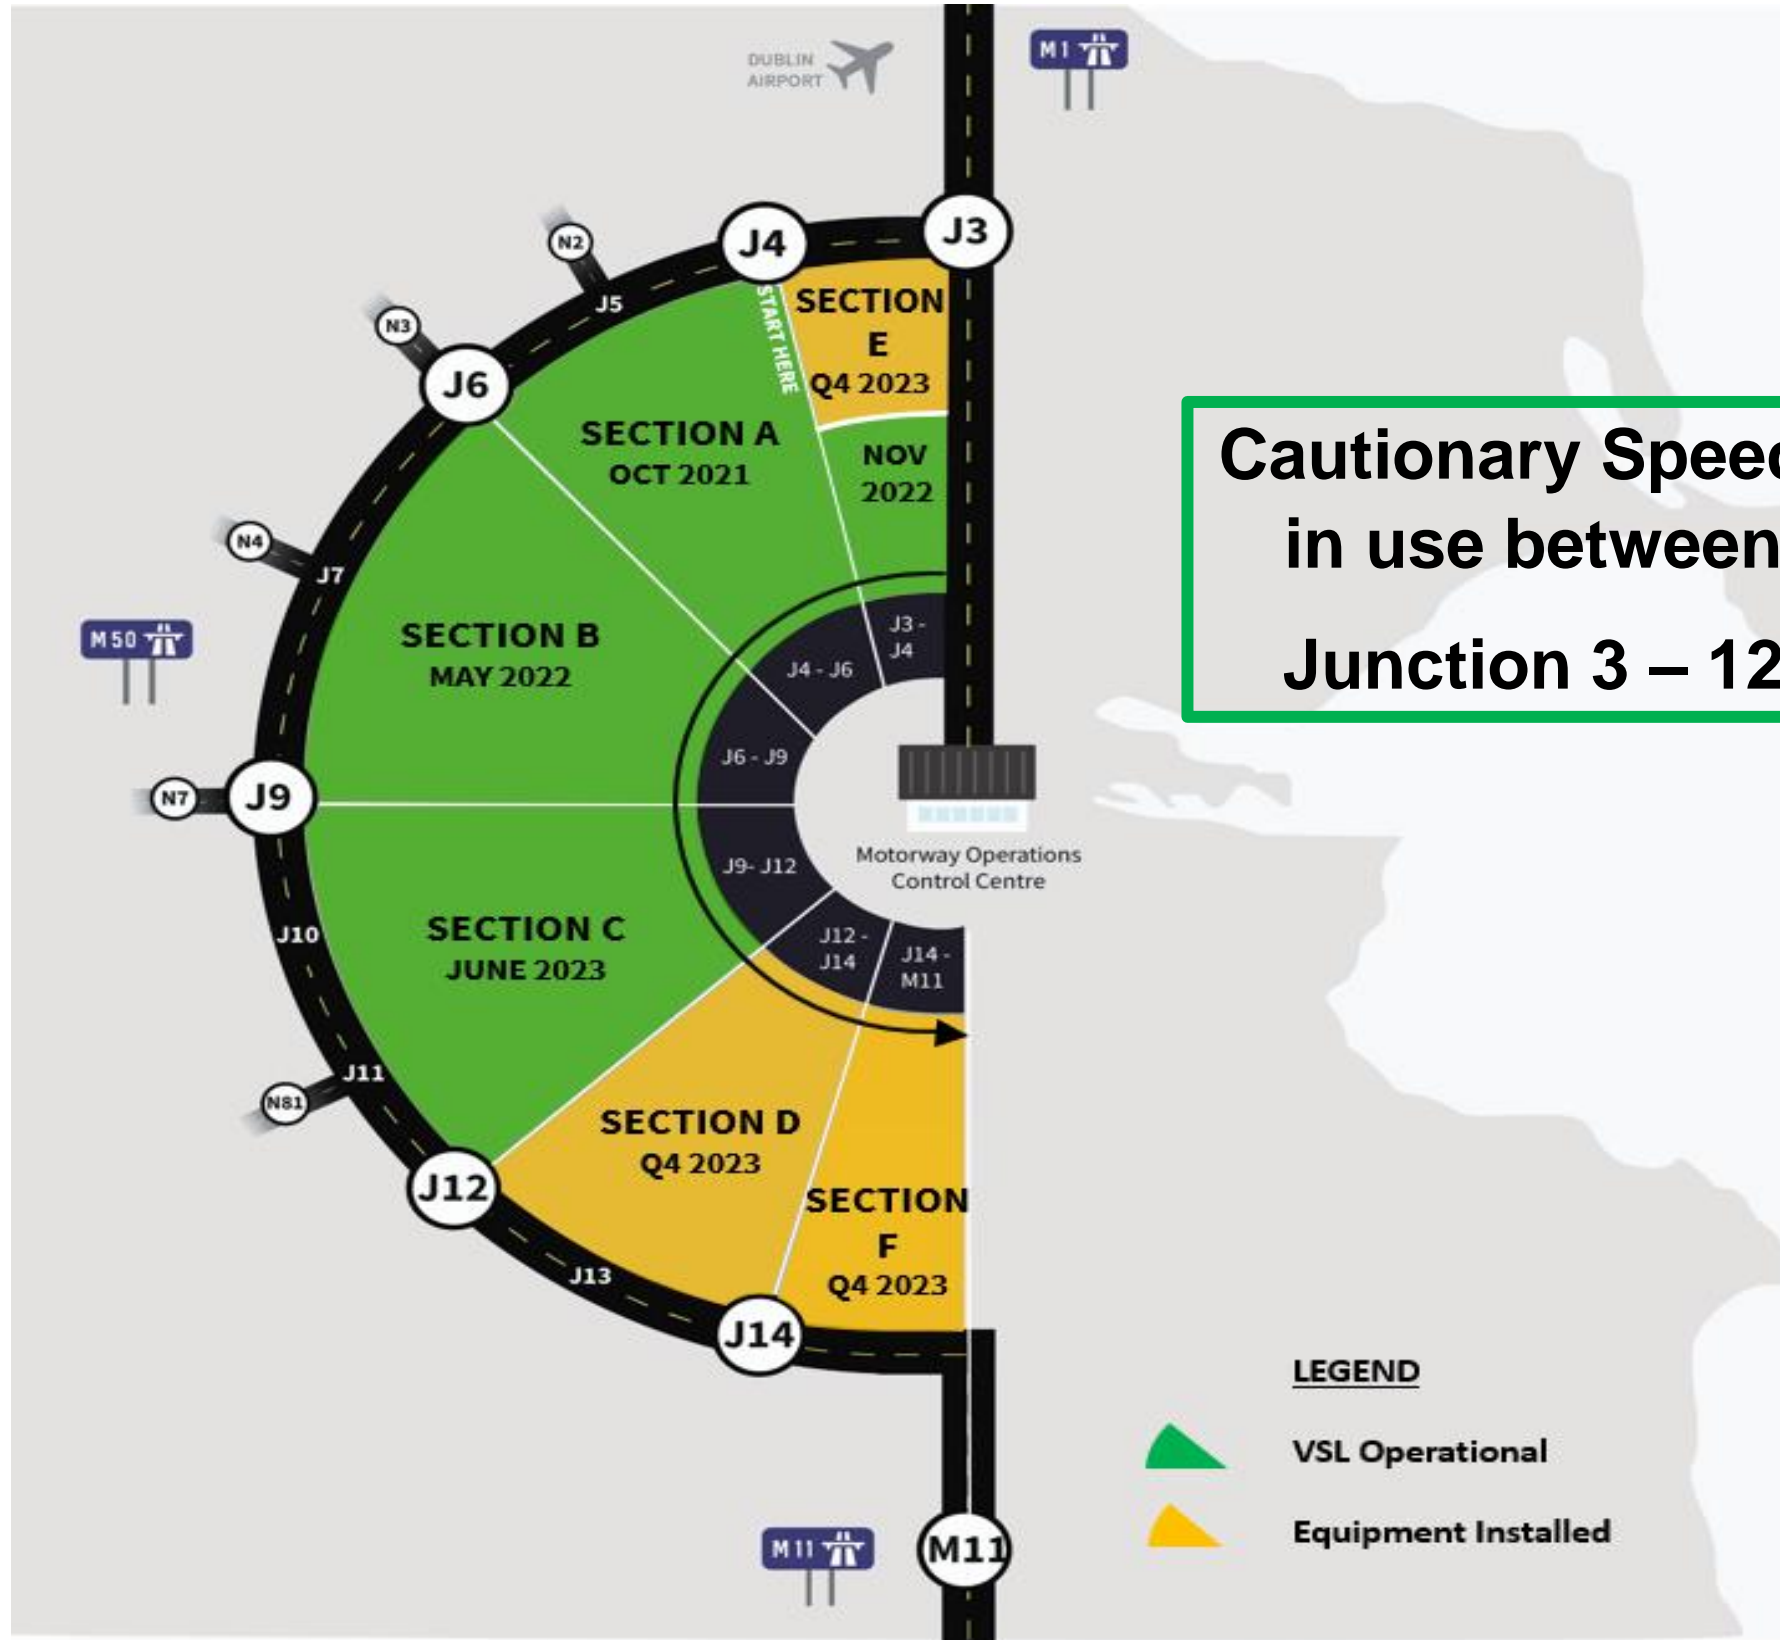 DUBLIN
AIRPORT
M1
J3
J4
N2
J5
N3
J6
START HERE
SECTION
E
Q4 2023
SECTION A
OCT 2021
NOV
2022
Cautionary Speed
in use between
Junction 3 – 12
N4
J7
M50
SECTION B
MAY 2022
J3 -
J4
J4 - J6
J6 - J9
N7
J9
J9- J12
Motorway Operations
Control Centre
J10
SECTION C
JUNE 2023
J12 -
J14
J14 -
M11
J11
N81
SECTION D
Q4 2023
J12
SECTION
F
Q4 2023
J13
J14
LEGEND
VSL Operational
Equipment Installed
M11
M11